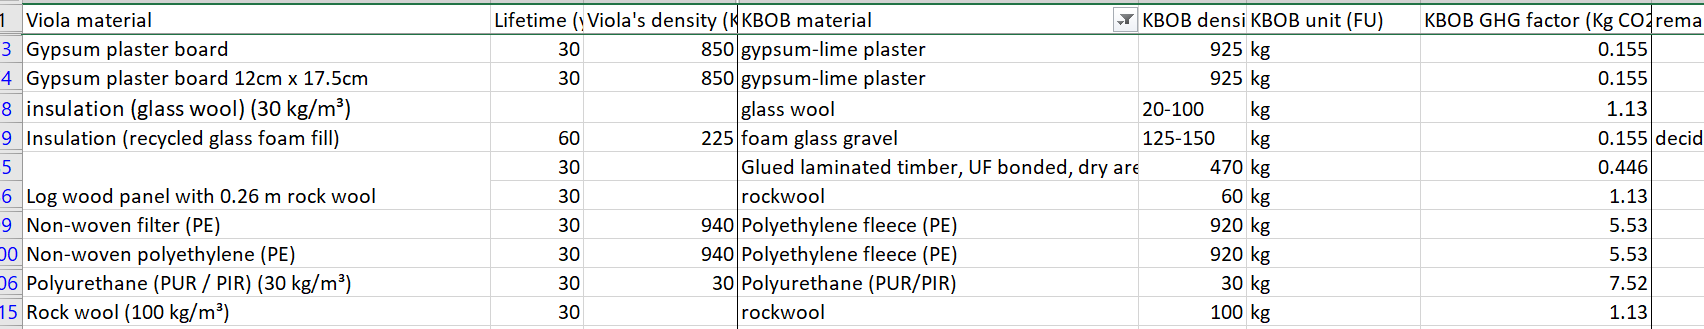 1 Viola material Lifetime (y Viola's density (K KBOB material KBOB densi KBOB unit (FU) KBOB GHG factor (Kg CO2 rema
3 Gypsum plaster board 30 850 gypsum-lime plaster 925 kg 0.155
4 Gypsum plaster board 12cm x 17.5cm 30 850 gypsum-lime plaster 925 kg 0.155
8 insulation (glass wool) (30 kg/m³) glass wool 20-100 kg 1.13
9 Insulation (recycled glass foam fill) 60 225 foam glass gravel 125-150 kg 0.155 decid
5 30 Glued laminated timber, UF bonded, dry are 470 kg 0.446
6 Log wood panel with 0.26 m rock wool 30 rockwool 60 kg 1.13
9 Non-woven filter (PE) 30 940 Polyethylene fleece (PE) 920 kg 5.53
00 Non-woven polyethylene (PE) 30 940 Polyethylene fleece (PE) 920 kg 5.53
06 Polyurethane (PUR / PIR) (30 kg/m³) 30 30 Polyurethane (PUR/PIR) 30 kg 7.52
15 Rock wool (100 kg/m³) 30 rockwool 100 kg 1.13